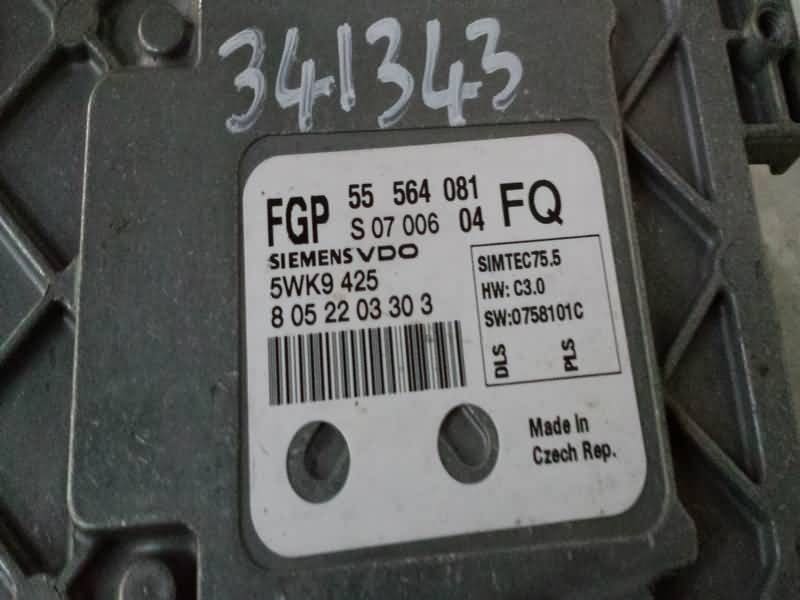 341343
FGP 55 564 081 FQ
S 07 006 04
SIEMENS VDO
5WK9 425
8 05 22 03 30 3
SIMTEC75.5
HW: C3.0
SW:0758101C
DLS PLS
Made In
Czech Rep.